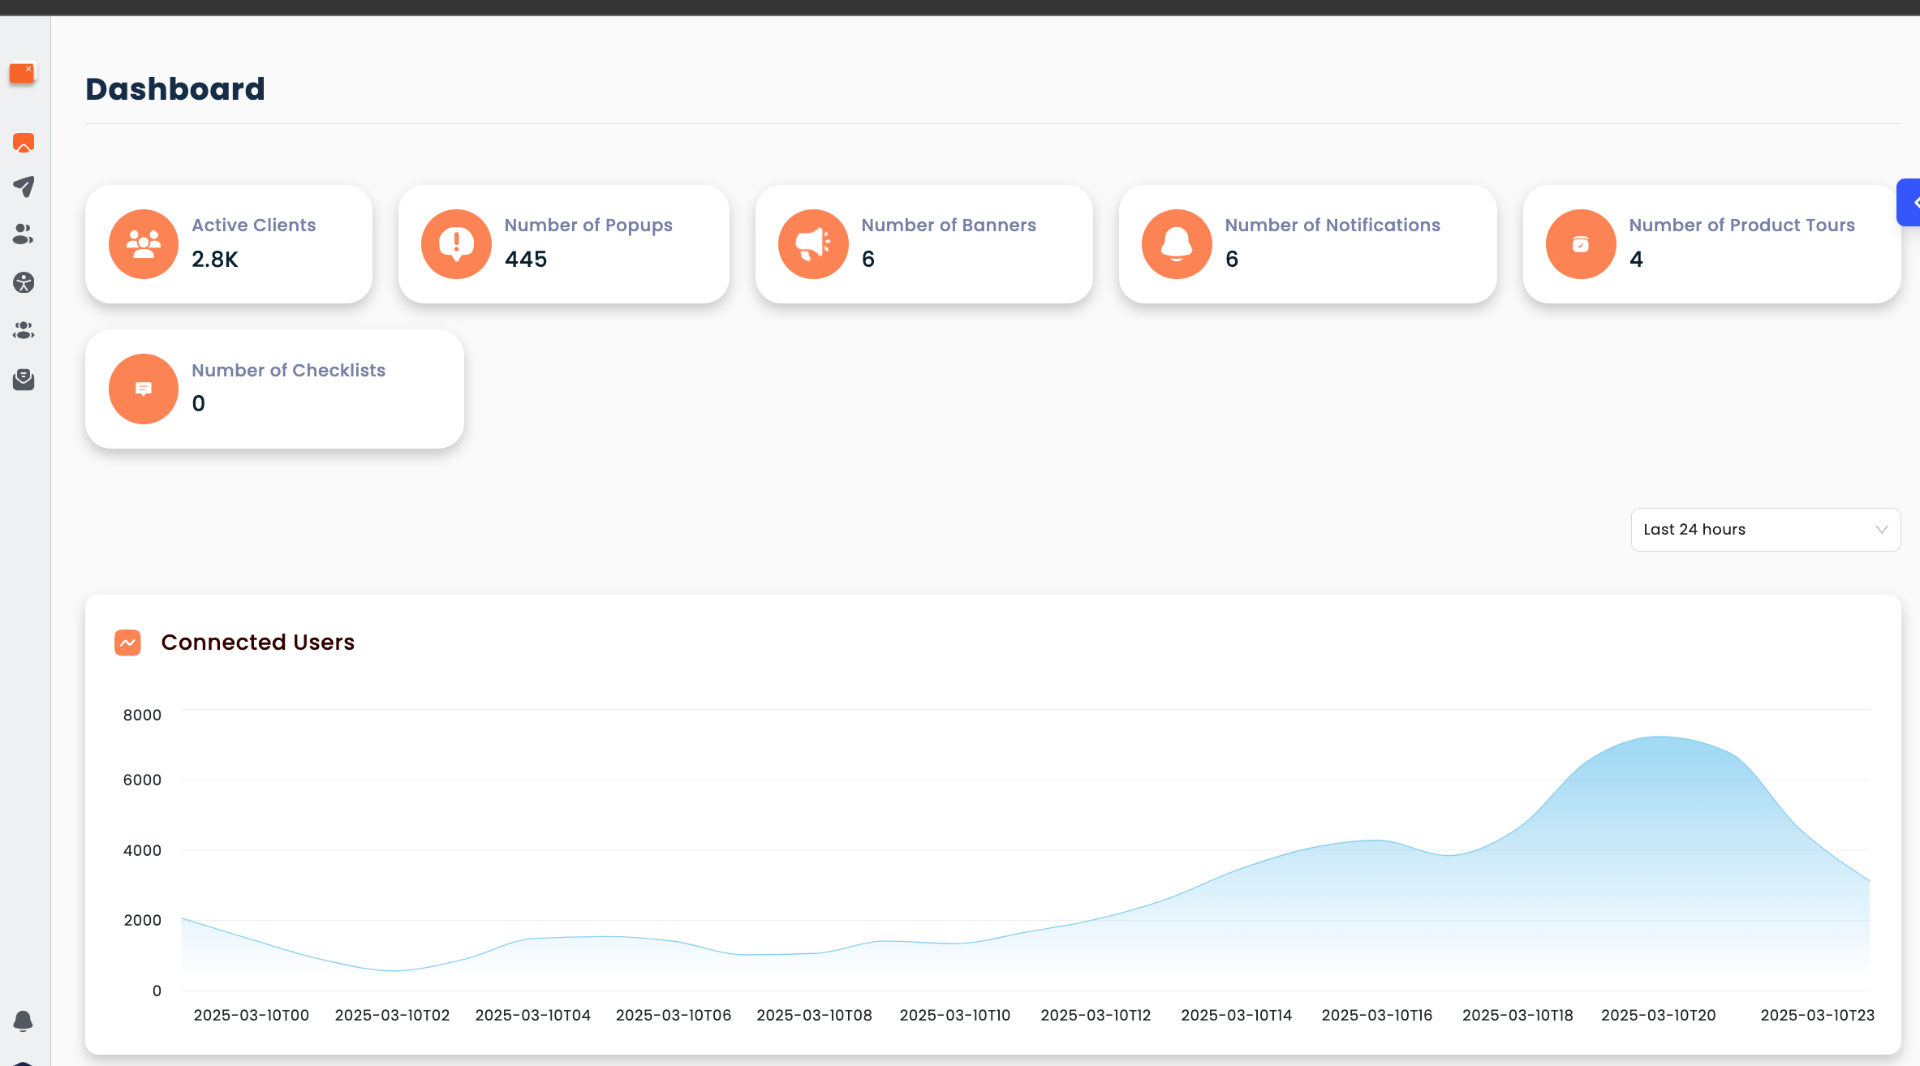 Dashboard
Active Clients
2.8K
Number of Popups
445
Number of Banners
6
Number of Notifications
6
Number of Product Tours
4
Number of Checklists
0
Last 24 hours
Connected Users
8000
6000
4000
2000
0
2025-03-10T00 2025-03-10T02 2025-03-10T04 2025-03-10T06 2025-03-10T08 2025-03-10T10 2025-03-10T12 2025-03-10T14 2025-03-10T16 2025-03-10T18 2025-03-10T20 2025-03-10T23